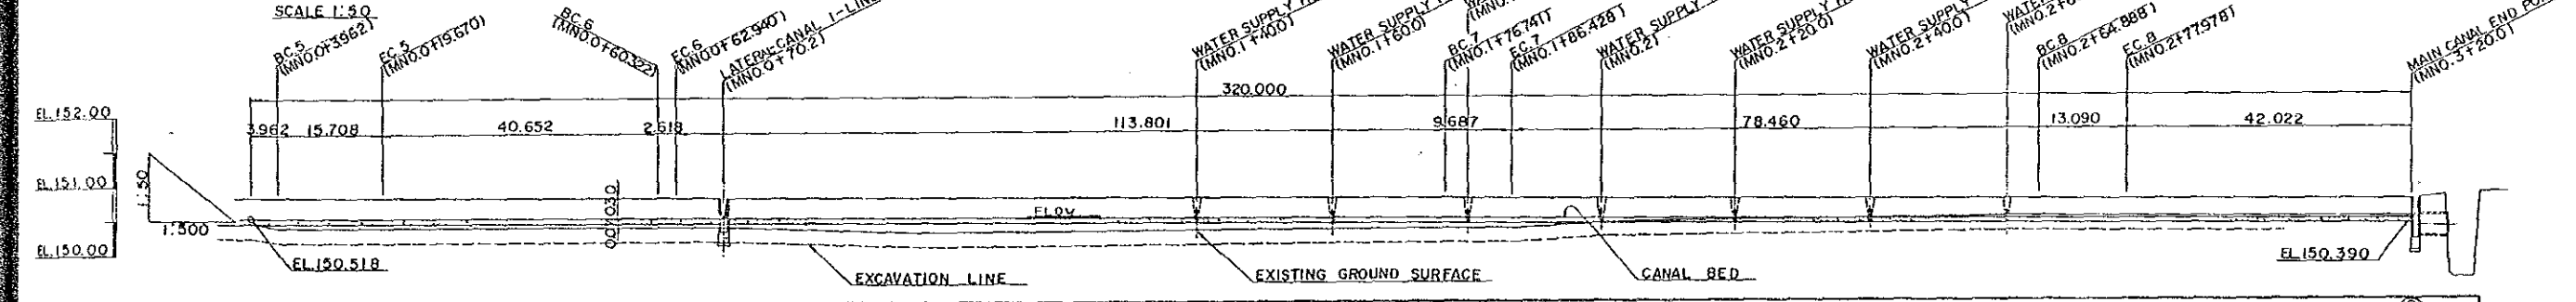 SCALE 1:50
BC.5
(MNO.0+3.962)
EC.5
(MNO.0+19.670)
BC.6
(MNO.0+60.322)
EC.6
(MNO.0+62.940)
LATERAL CANAL 1-LINE
(MNO.0+70.2)
WATER SUPPLY
(MNO.1+40.0)
WATER SUPPLY
(MNO.1+60.0)
BC.7
(MNO.1+76.741)
EC.7
(MNO.1+86.428)
WATER SUPPLY
(MNO.2)
WATER SUPPLY
(MNO.2+20.0)
WATER SUPPLY
(MNO.2+40.0)
BC.8
(MNO.2+64.888)
EC.8
(MNO.2+77.978)
MAIN CANAL END
(MNO.3+20.0)
320.000
EL.152.00
3.962 15.708 40.652 2.618 113.801 9.687 78.460 13.090 42.022
EL.151.00
1:50
FLOW
1:500
EL.150.00
EL.150.518
EXCAVATION LINE
EXISTING GROUND SURFACE
CANAL BED
EL.150.390